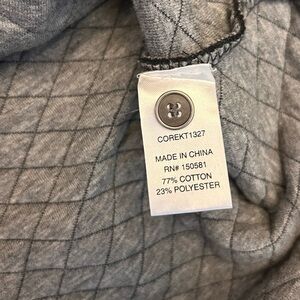 COREKT1327
MADE IN CHINA
RN# 150581
77% COTTON
23% POLYESTER